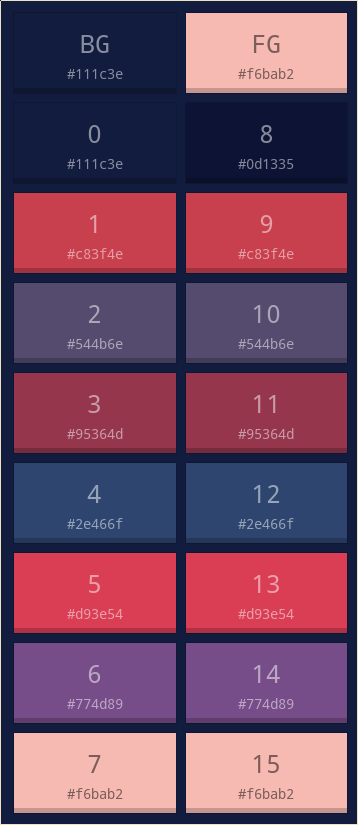 BG
#111c3e
FG
#f6bab2
0
#111c3e
8
#0d1335
1
#c83f4e
9
#c83f4e
2
#544b6e
10
#544b6e
3
#95364d
11
#95364d
4
#2e466f
12
#2e466f
5
#d93e54
13
#d93e54
6
#774d89
14
#774d89
7
#f6bab2
15
#f6bab2